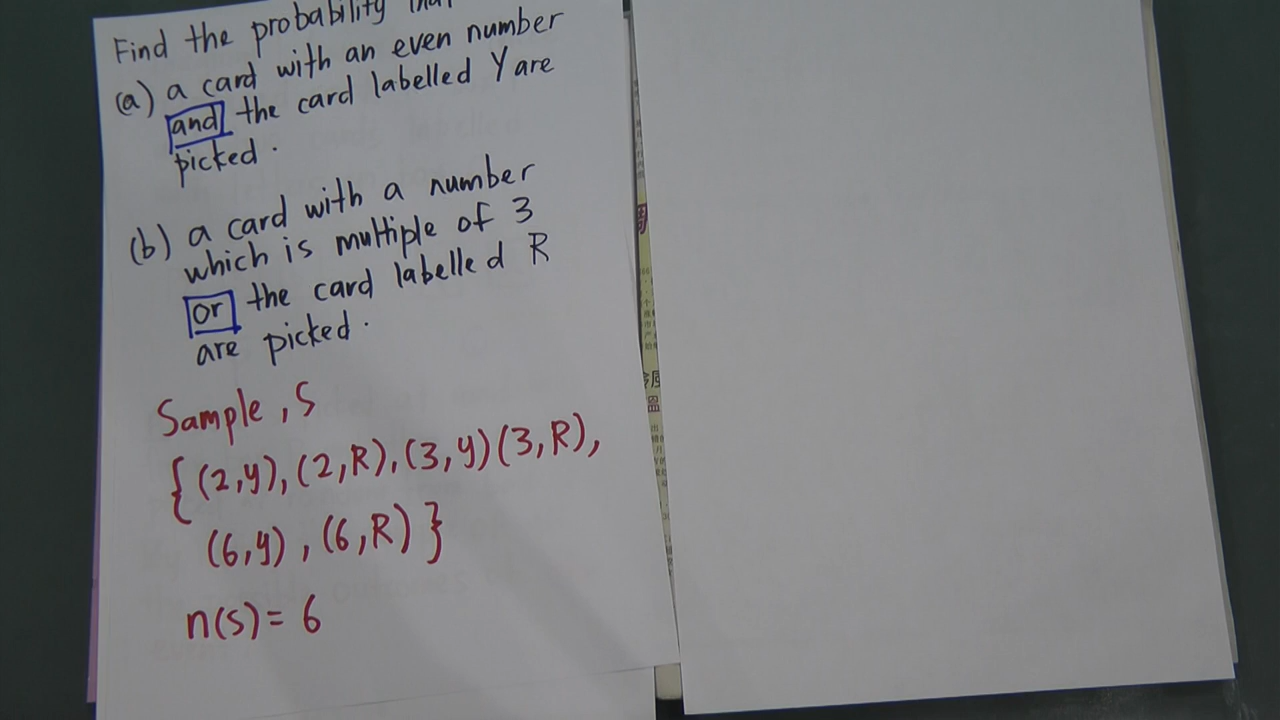 Find the probability that
(a) a card with an even number
and the card labelled Y are
picked.
(b) a card with a number
which is multiple of 3
or the card labelled R
are picked.
Sample, S
{(2,y), (2,R), (3,y)(3,R),
(6,y), (6,R)}
n(s) = 6